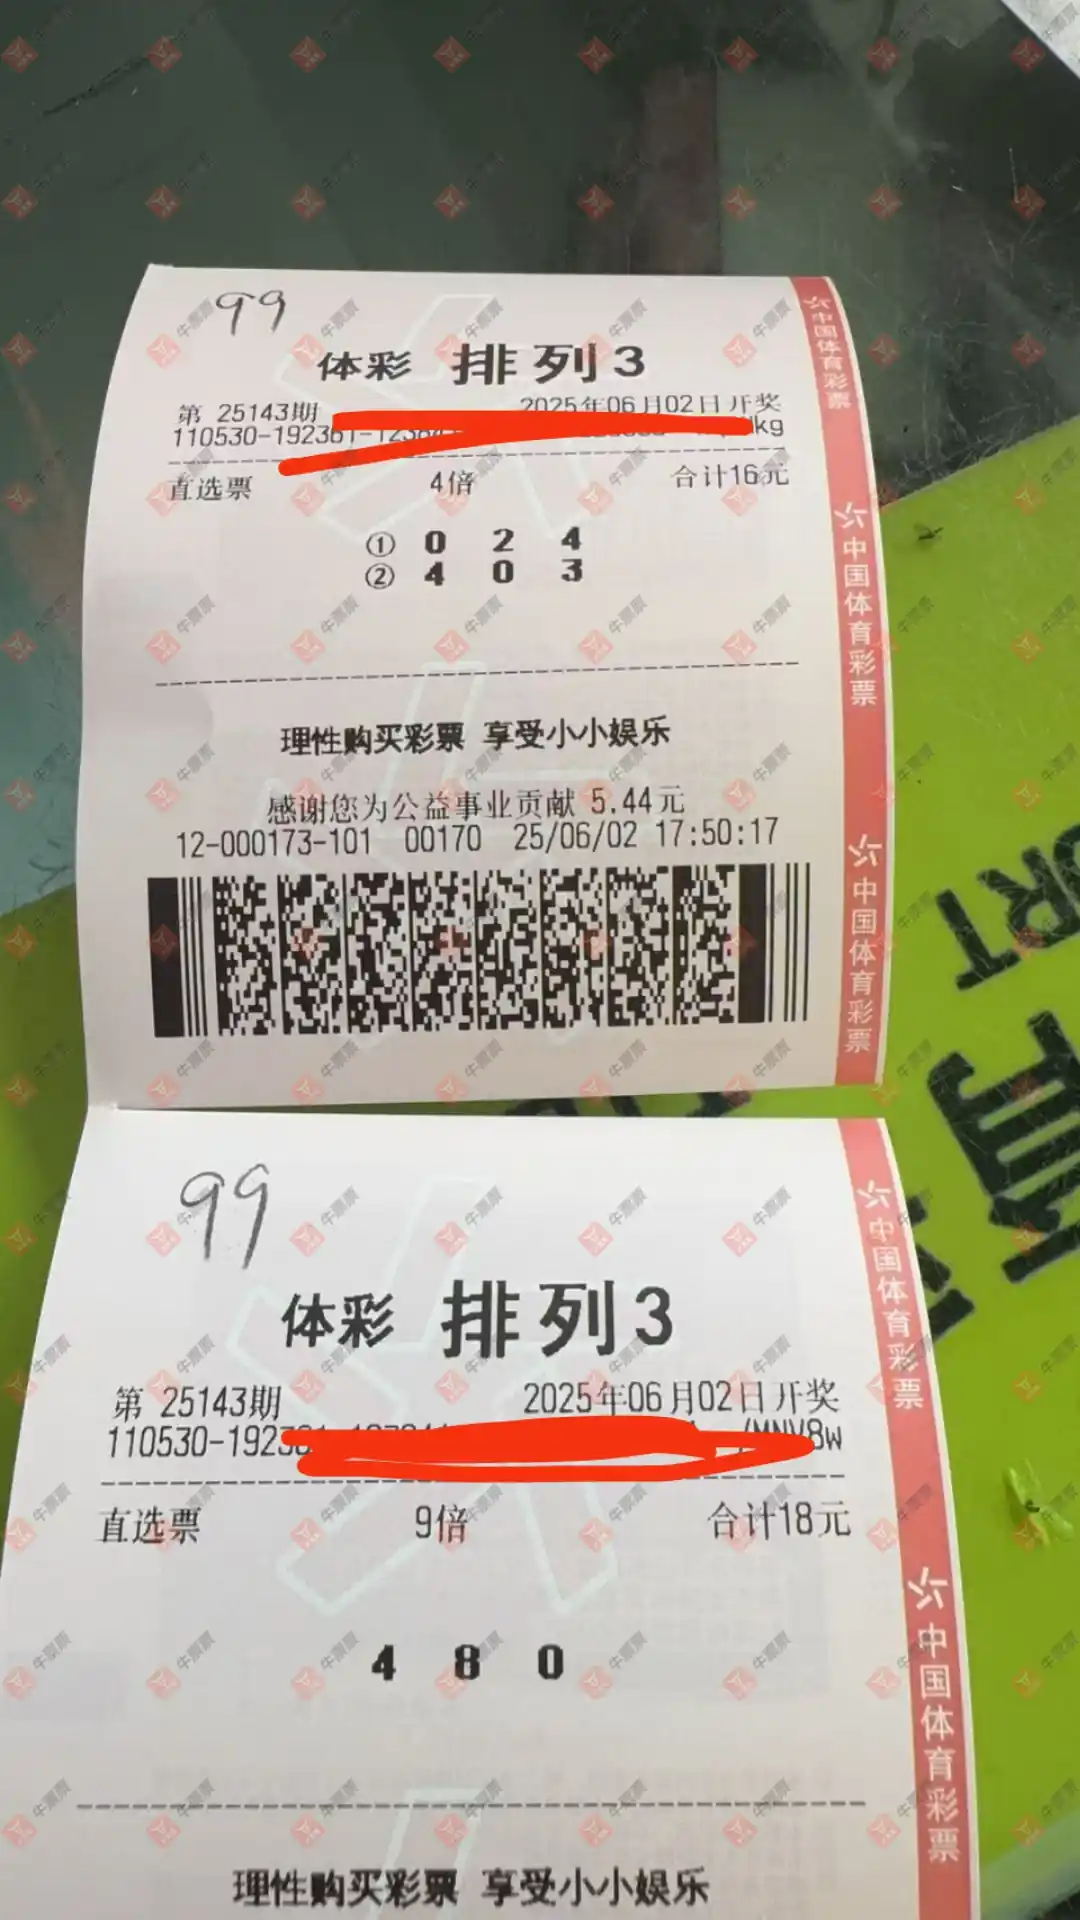 99
体彩 排列3
第 25143期 2025年06月02日开奖
110530-192361-12384 kg
直选票 4倍 合计16元
① 0 2 4
② 4 0 3
理性购买彩票 享受小小娱乐
感谢您为公益事业贡献 5.44元
12-000173-101 00170 25/06/02 17:50:17
中国体育彩票
中国体育彩票
中国体育彩票
99
体彩 排列3
第 25143期 2025年06月02日开奖
110530-192 /MNV8w
直选票 9倍 合计18元
4 8 0
理性购买彩票 享受小小娱乐
中国体育彩票
中国体育彩票
RT
牛票票